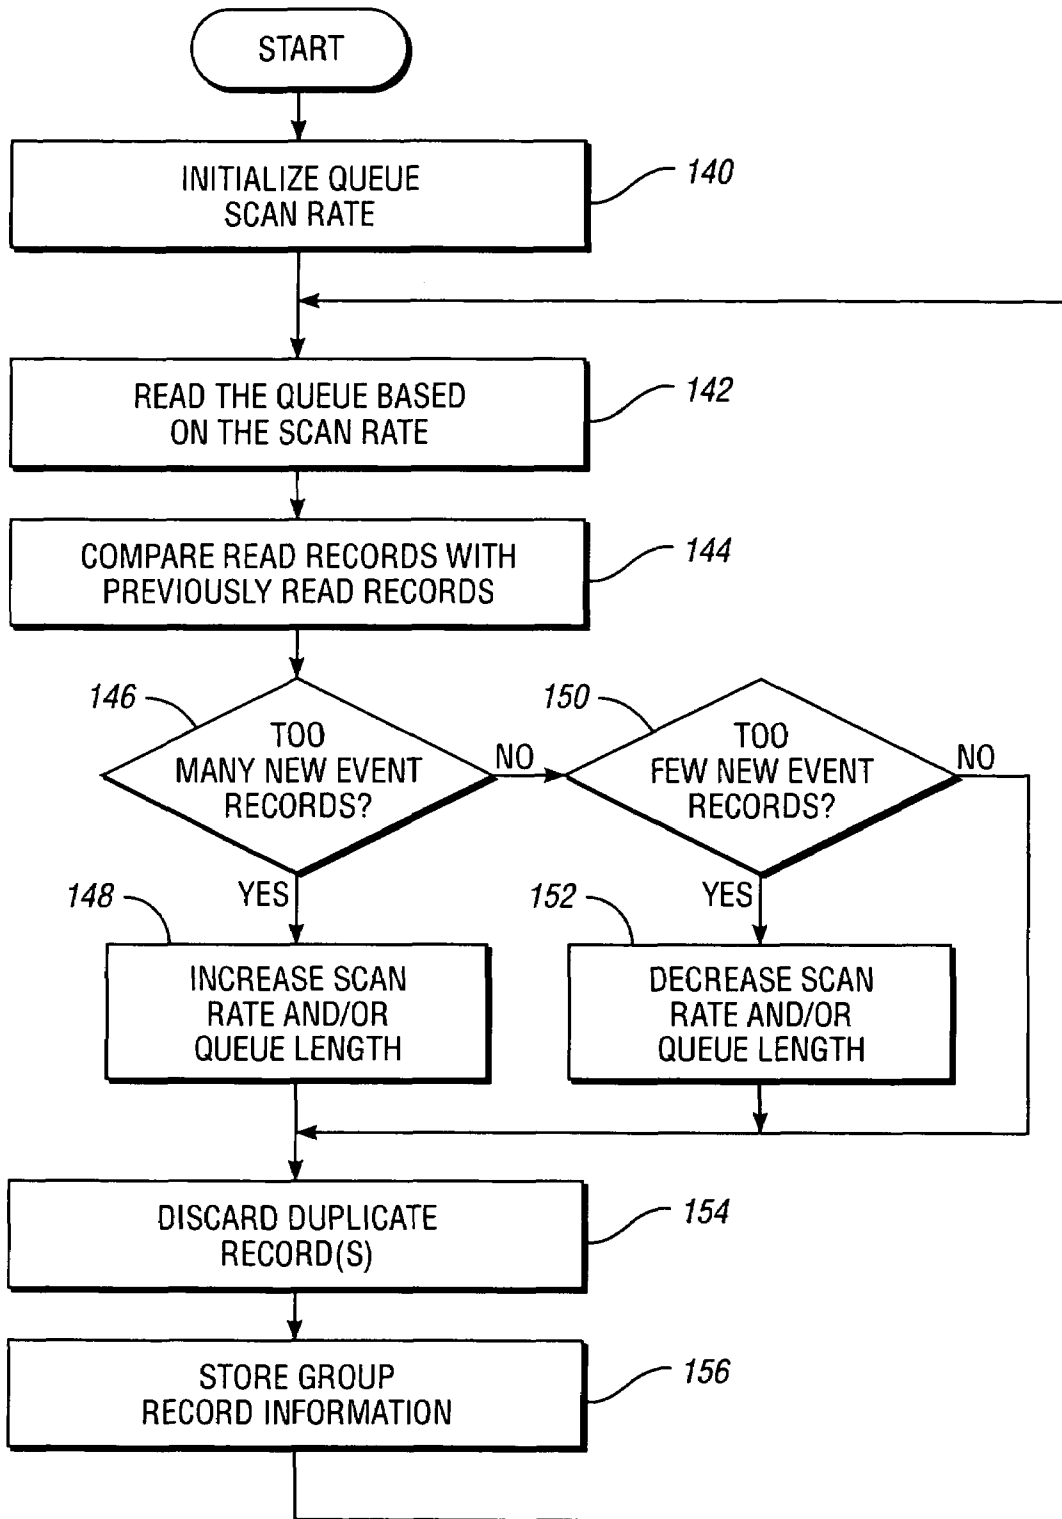 START
INITIALIZE QUEUE
SCAN RATE
140
READ THE QUEUE BASED
ON THE SCAN RATE
142
COMPARE READ RECORDS WITH
PREVIOUSLY READ RECORDS
144
146
TOO
MANY NEW EVENT
RECORDS?
NO
YES
150
TOO
FEW NEW EVENT
RECORDS?
NO
YES
148
INCREASE SCAN
RATE AND/OR
QUEUE LENGTH
152
DECREASE SCAN
RATE AND/OR
QUEUE LENGTH
DISCARD DUPLICATE
RECORD(S)
154
STORE GROUP
RECORD INFORMATION
156